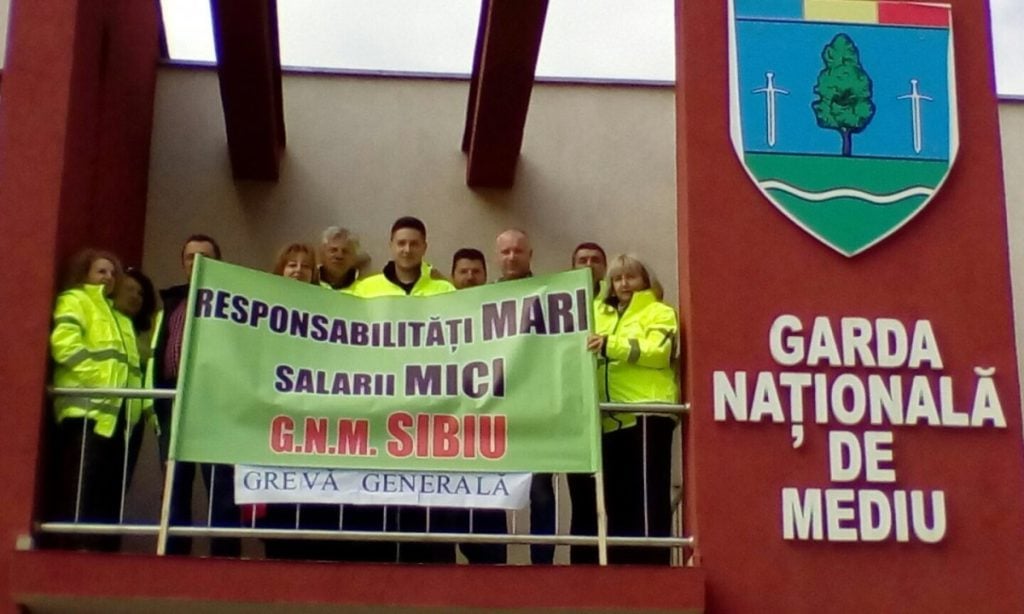 RESPONSABILITĂȚI MARI
SALARII MICI
G.N.M. SIBIU
GREVĂ GENERALĂ
GARDA
NAȚIONALĂ
DE
MEDIU